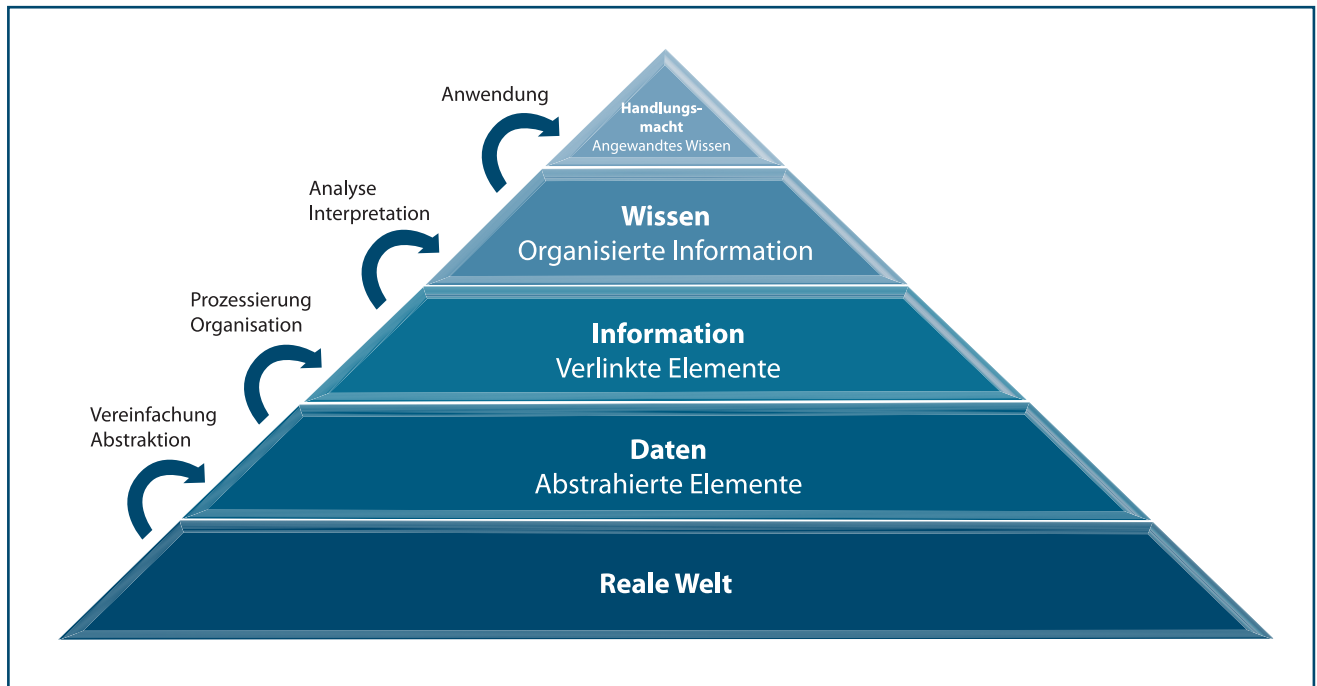 Anwendung
Handlungs-
macht
Angewandtes Wissen
Analyse
Interpretation
Wissen
Organisierte Information
Prozessierung
Organisation
Information
Verlinkte Elemente
Vereinfachung
Abstraktion
Daten
Abstrahierte Elemente
Reale Welt